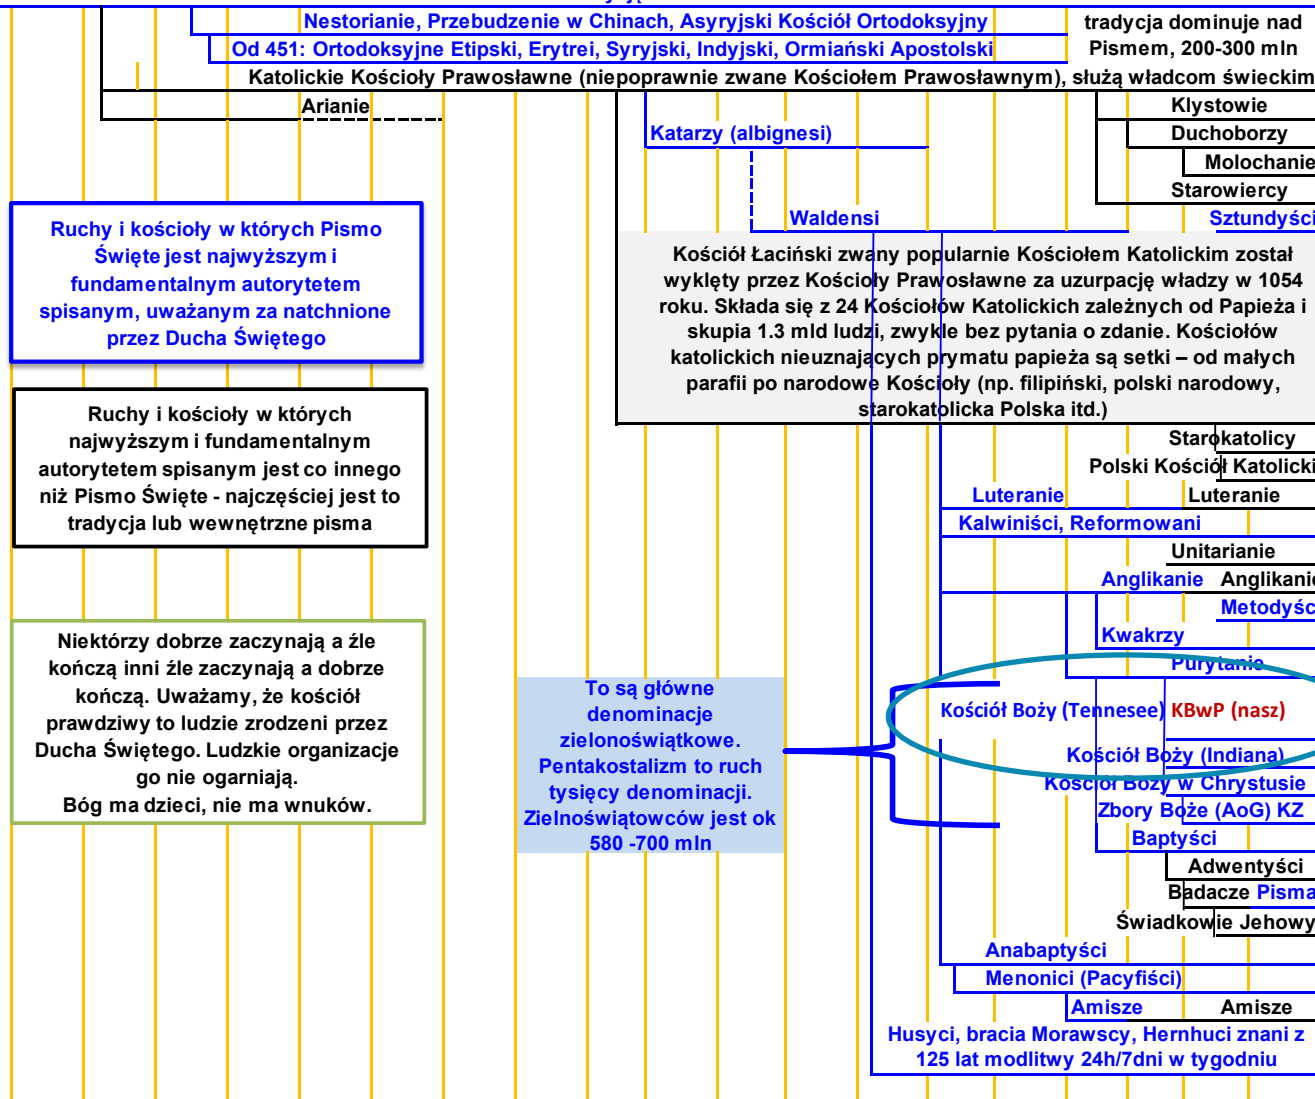 Nestorianie, Przebudzenie w Chinach, Asyryjski Kościół Ortodoksyjny
tradycja dominuje nad
Pismem, 200-300 mln
Od 451: Ortodoksyjne Etipski, Erytrei, Syryjski, Indyjski, Ormiański Apostolski
Katolickie Kościoły Prawosławne (niepoprawnie zwane Kościołem Prawosławnym), służą władcom świeckim
Arianie
Klystowie
Katarzy (albignesi)
Duchoborzy
Molochanie
Starowiercy
Waldensi
Sztundyści
Ruchy i kościoły w których Pismo
Święte jest najwyższym i
fundamentalnym autorytetem
spisanym, uważanym za natchnione
przez Ducha Świętego
Kościół Łaciński zwany popularnie Kościołem Katolickim został
wyklęty przez Kościoły Prawosławne za uzurpację władzy w 1054
roku. Składa się z 24 Kościołów Katolickich zależnych od Papieża i
skupia 1.3 mld ludzi, zwykle bez pytania o zdanie. Kościołów
katolickich nieuznających prymatu papieża są setki – od małych
parafii po narodowe Kościoły (np. filipiński, polski narodowy,
starokatolicka Polska itd.)
Ruchy i kościoły w których
najwyższym i fundamentalnym
autorytetem spisanym jest co innego
niż Pismo Święte - najczęściej jest to
tradycja lub wewnętrzne pisma
Starokatolicy
Polski Kościół Katolicki
Luteranie Luteranie
Kalwiniści, Reformowani
Unitarianie
Anglikanie Anglikanie
Metodyśc
Kwakrzy
Purytanie
Niektórzy dobrze zaczynają a źle
kończą inni źle zaczynają a dobrze
kończą. Uważamy, że kościół
prawdziwy to ludzie zrodzeni przez
Ducha Świętego. Ludzkie organizacje
go nie ogarniają.
Bóg ma dzieci, nie ma wnuków.
To są główne
denominacje
zielonoświątkowe.
Pentakostalizm to ruch
tysięcy denominacji.
Zielnoświątowców jest ok
580 -700 mln
Kościół Boży (Tennesee) KBwP (nasz)
Kościół Boży (Indiana)
Kościół Boży w Chrystusie
Zbory Boże (AoG) KZ
Baptyści
Adwentyści
Badacze Pisma
Świadkowie Jehowy
Anabaptyści
Menonici (Pacyfiści)
Amisze Amisze
Husyci, bracia Morawscy, Hernhuci znani z
125 lat modlitwy 24h/7dni w tygodniu